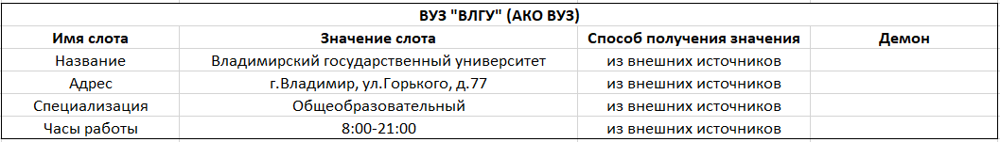 ВУЗ "ВЛГУ" (АКО ВУЗ)
Имя слота Значение слота Способ получения значения Демон
Название Владимирский государственный университет из внешних источников
Адрес г.Владимир, ул.Горького, д.77 из внешних источников
Специализация Общеобразовательный из внешних источников
Часы работы 8:00-21:00 из внешних источников